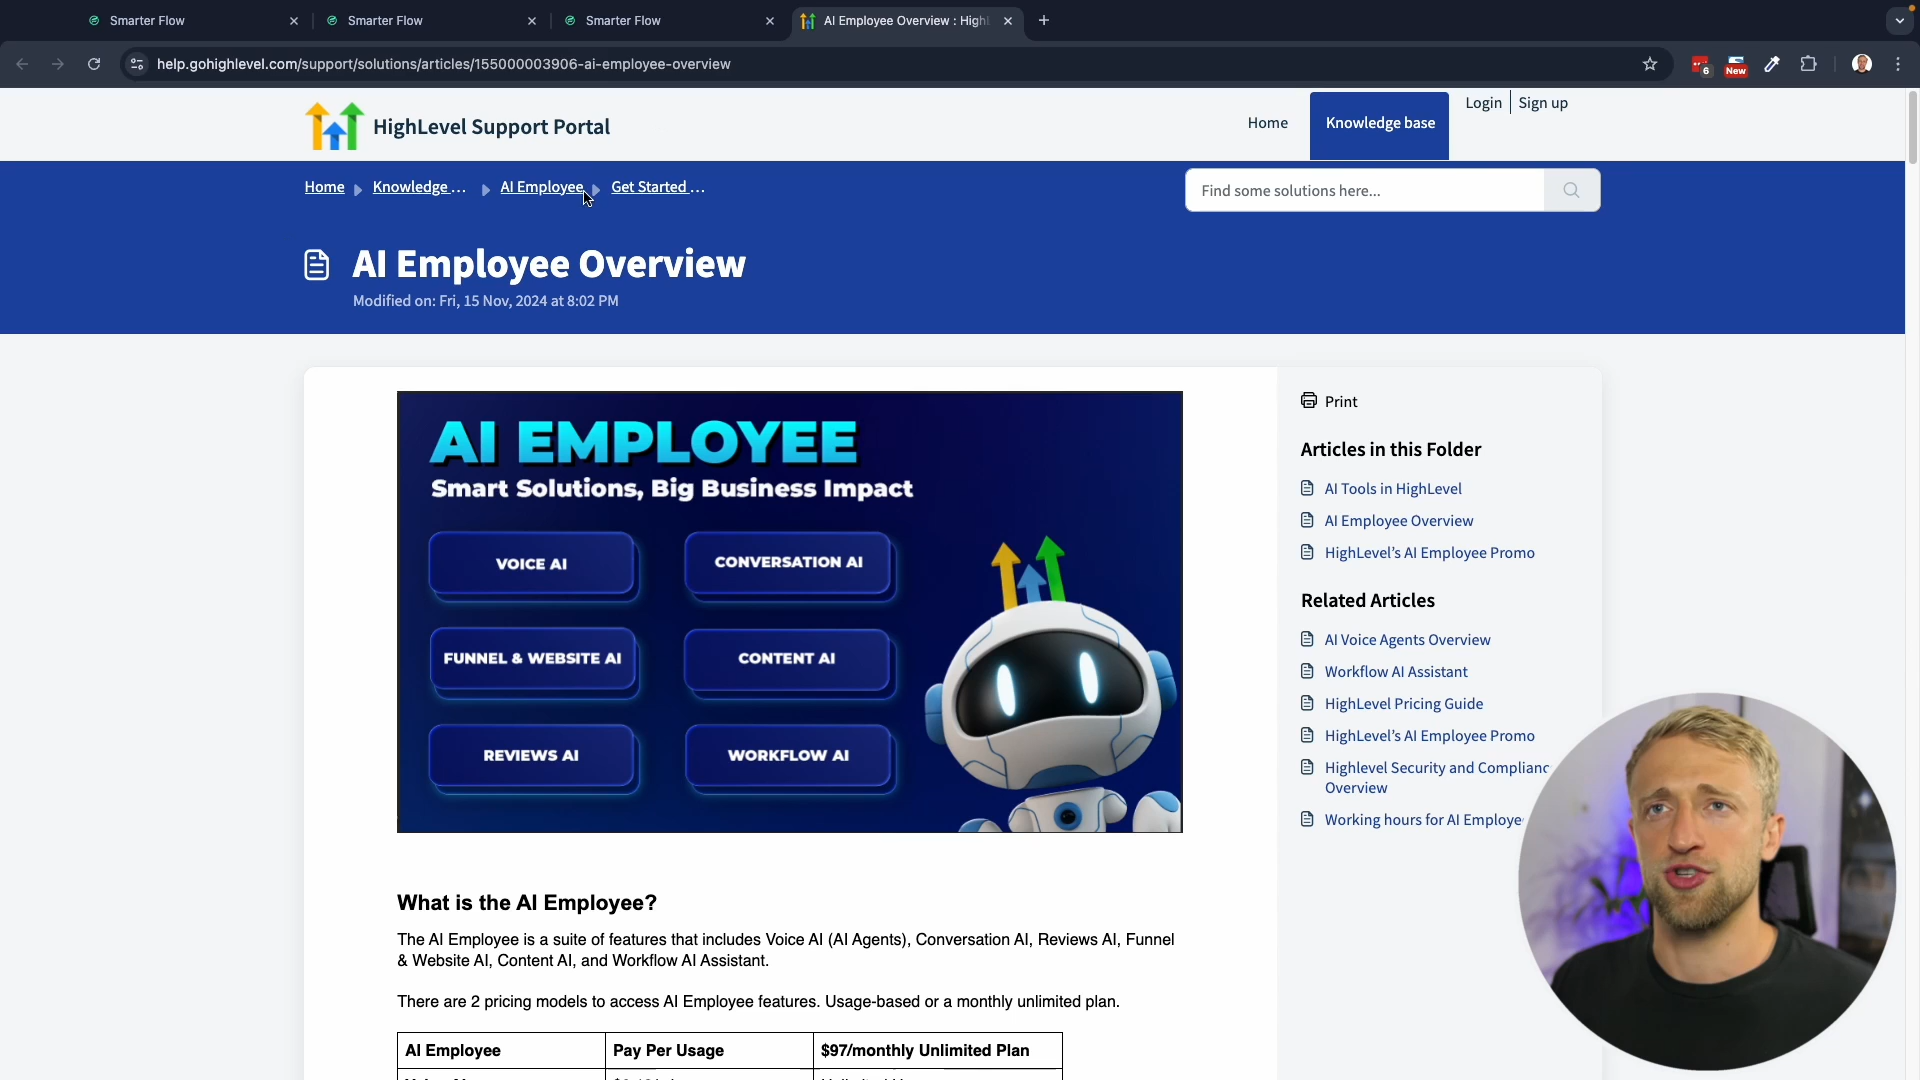 Smarter Flow
Smarter Flow
Smarter Flow
AI Employee Overview : High
help.gohighlevel.com/support/solutions/articles/155000003906-ai-employee-overview
6
New
HighLevel Support Portal
Home
Knowledge base
Login
Sign up
Home
Knowledge ...
AI Employee
Get Started ...
Find some solutions here...
AI Employee Overview
Modified on: Fri, 15 Nov, 2024 at 8:02 PM
AI EMPLOYEE
Smart Solutions, Big Business Impact
VOICE AI
CONVERSATION AI
FUNNEL & WEBSITE AI
CONTENT AI
REVIEWS AI
WORKFLOW AI
Print
Articles in this Folder
AI Tools in HighLevel
AI Employee Overview
HighLevel's AI Employee Promo
Related Articles
AI Voice Agents Overview
Workflow AI Assistant
HighLevel Pricing Guide
HighLevel's AI Employee Promo
Highlevel Security and Complianc
Overview
Working hours for AI Employe
What is the AI Employee?
The AI Employee is a suite of features that includes Voice AI (AI Agents), Conversation AI, Reviews AI, Funnel
& Website AI, Content AI, and Workflow AI Assistant.
There are 2 pricing models to access AI Employee features. Usage-based or a monthly unlimited plan.
AI Employee
Pay Per Usage
$97/monthly Unlimited Plan